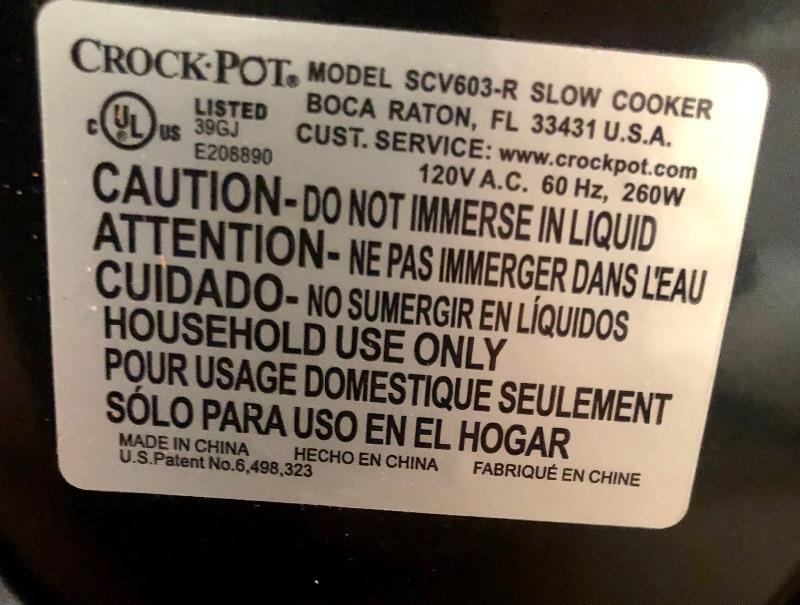 CROCK·POT® MODEL SCV603-R SLOW COOKER
BOCA RATON, FL 33431 U.S.A.
CUST. SERVICE: www.crockpot.com
120V A.C. 60 Hz, 260W
C UL® US LISTED
39GJ
E208890
CAUTION- DO NOT IMMERSE IN LIQUID
ATTENTION- NE PAS IMMERGER DANS L'EAU
CUIDADO- NO SUMERGIR EN LÍQUIDOS
HOUSEHOLD USE ONLY
POUR USAGE DOMESTIQUE SEULEMENT
SÓLO PARA USO EN EL HOGAR
MADE IN CHINA HECHO EN CHINA FABRIQUÉ EN CHINE
U.S.Patent No.6,498,323